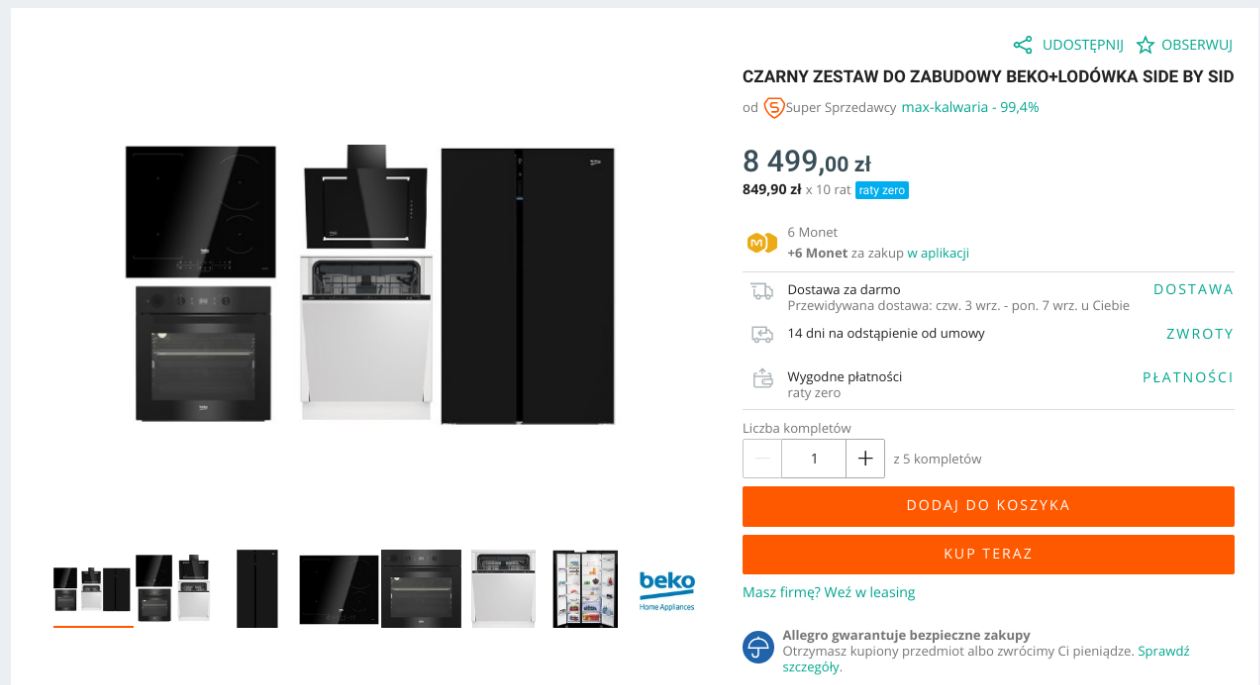 UDOSTĘPNIJ OBSERWUJ
CZARNY ZESTAW DO ZABUDOWY BEKO+LODÓWKA SIDE BY SID
od Super Sprzedawcy max-kalwaria - 99,4%
8 499,00 zł
849,90 zł x 10 rat raty zero
6 Monet
+6 Monet za zakup w aplikacji
Dostawa za darmo DOSTAWA
Przewidywana dostawa: czw. 3 wrz. - pon. 7 wrz. u Ciebie
14 dni na odstąpienie od umowy ZWROTY
Wygodne płatności PŁATNOŚCI
raty zero
Liczba kompletów
1 z 5 kompletów
DODAJ DO KOSZYKA
KUP TERAZ
Masz firmę? Weź w leasing
Allegro gwarantuje bezpieczne zakupy
Otrzymasz kupiony przedmiot albo zwrócimy Ci pieniądze. Sprawdź
szczegóły.
beko
Home Appliances